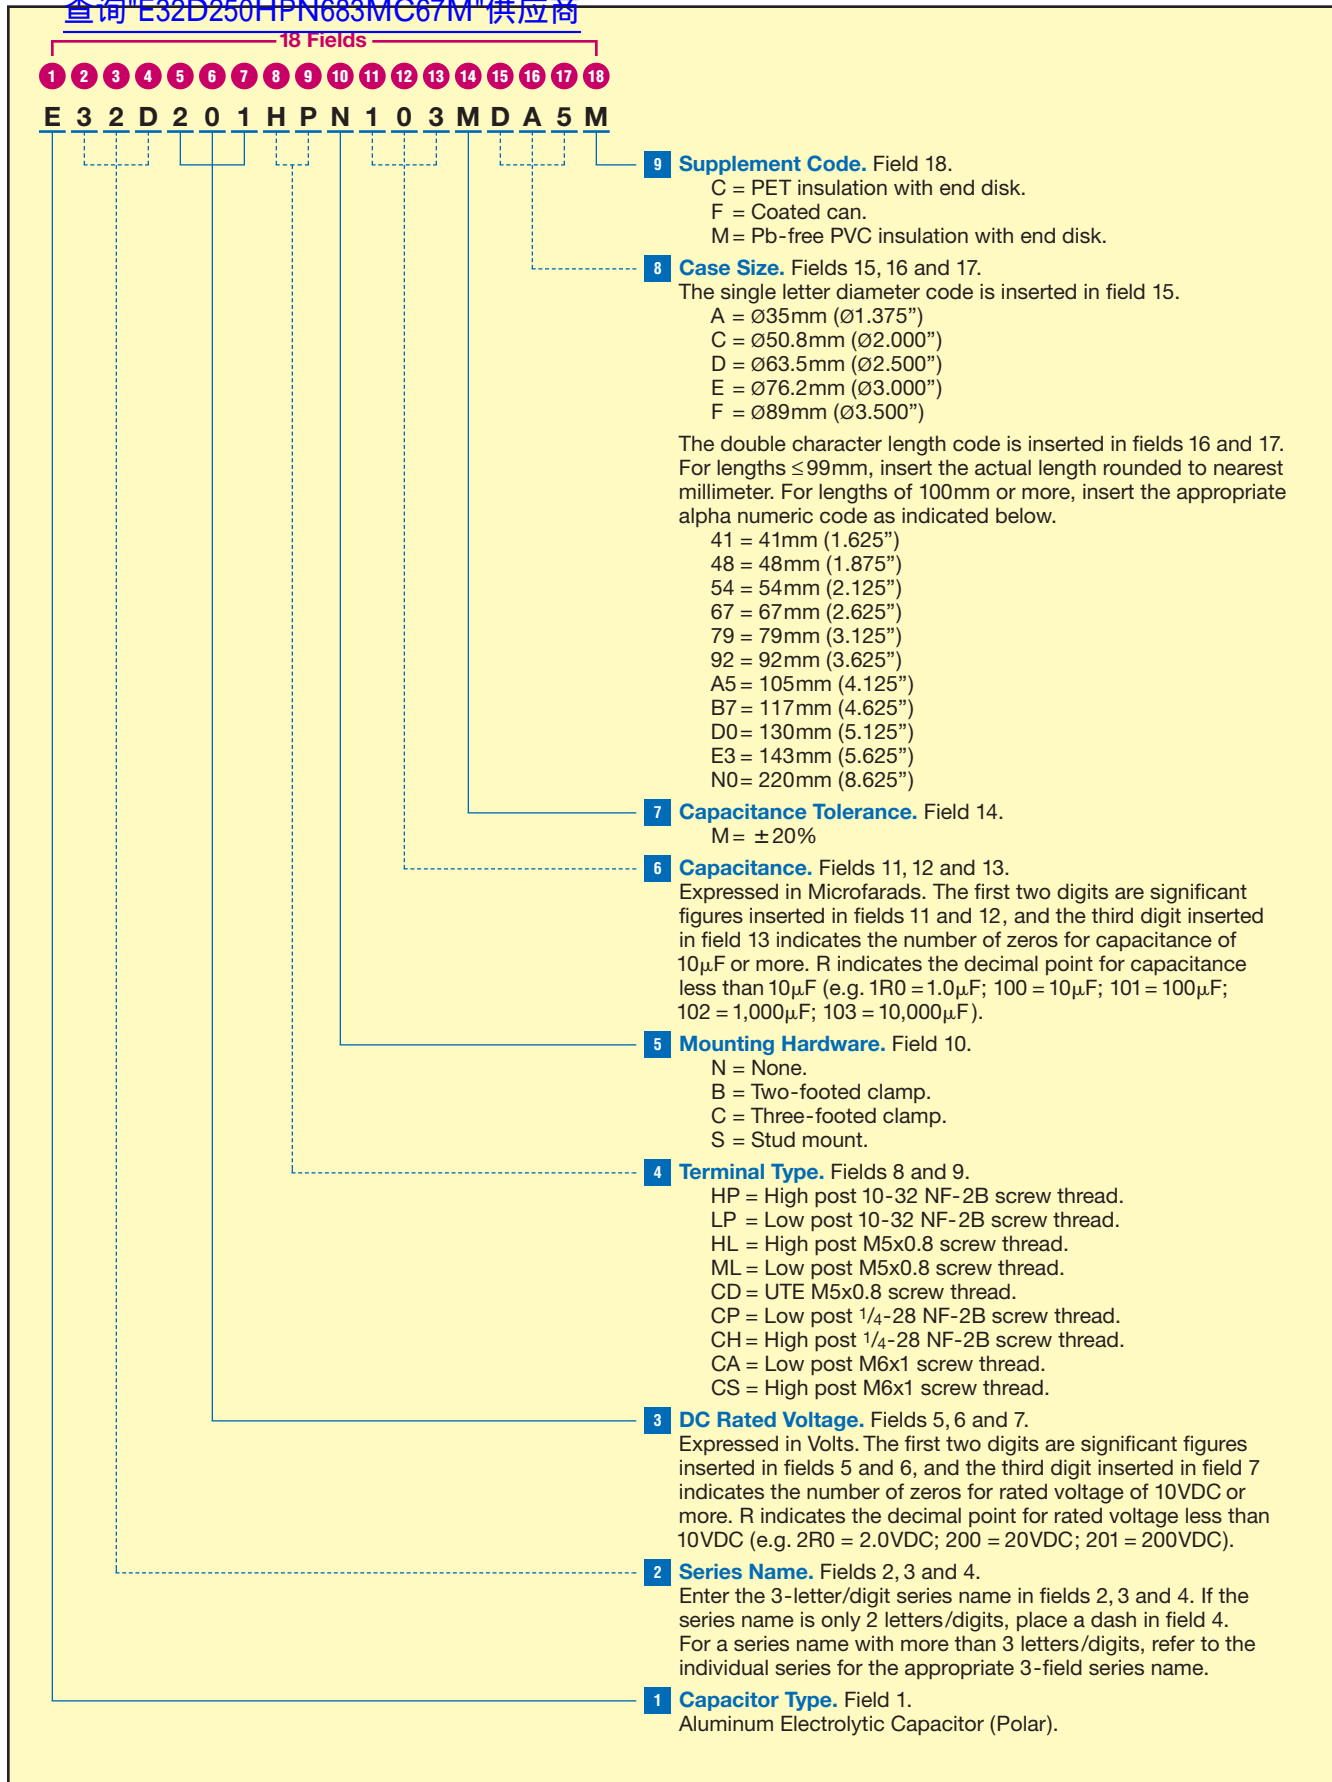 查询"E32D250HPN683MC67M"供应商
18 Fields
1 2 3 4 5 6 7 8 9 10 11 12 13 14 15 16 17 18
E 3 2 D 2 0 1 H P N 1 0 3 M D A 5 M
9 Supplement Code. Field 18.
C = PET insulation with end disk.
F = Coated can.
M = Pb-free PVC insulation with end disk.
8 Case Size. Fields 15, 16 and 17.
The single letter diameter code is inserted in field 15.
A = Ø35mm (Ø1.375”)
C = Ø50.8mm (Ø2.000”)
D = Ø63.5mm (Ø2.500”)
E = Ø76.2mm (Ø3.000”)
F = Ø89mm (Ø3.500”)
The double character length code is inserted in fields 16 and 17.
For lengths ≤99mm, insert the actual length rounded to nearest
millimeter. For lengths of 100mm or more, insert the appropriate
alpha numeric code as indicated below.
41 = 41mm (1.625”)
48 = 48mm (1.875”)
54 = 54mm (2.125”)
67 = 67mm (2.625”)
79 = 79mm (3.125”)
92 = 92mm (3.625”)
A5 = 105mm (4.125”)
B7 = 117mm (4.625”)
D0 = 130mm (5.125”)
E3 = 143mm (5.625”)
N0 = 220mm (8.625”)
7 Capacitance Tolerance. Field 14.
M = ±20%
6 Capacitance. Fields 11, 12 and 13.
Expressed in Microfarads. The first two digits are significant
figures inserted in fields 11 and 12, and the third digit inserted
in field 13 indicates the number of zeros for capacitance of
10µF or more. R indicates the decimal point for capacitance
less than 10µF (e.g. 1R0 = 1.0µF; 100 = 10µF; 101 = 100µF;
102 = 1,000µF; 103 = 10,000µF).
5 Mounting Hardware. Field 10.
N = None.
B = Two-footed clamp.
C = Three-footed clamp.
S = Stud mount.
4 Terminal Type. Fields 8 and 9.
HP = High post 10-32 NF-2B screw thread.
LP = Low post 10-32 NF-2B screw thread.
HL = High post M5x0.8 screw thread.
ML = Low post M5x0.8 screw thread.
CD = UTE M5x0.8 screw thread.
CP = Low post 1/4-28 NF-2B screw thread.
CH = High post 1/4-28 NF-2B screw thread.
CA = Low post M6x1 screw thread.
CS = High post M6x1 screw thread.
3 DC Rated Voltage. Fields 5, 6 and 7.
Expressed in Volts. The first two digits are significant figures
inserted in fields 5 and 6, and the third digit inserted in field 7
indicates the number of zeros for rated voltage of 10VDC or
more. R indicates the decimal point for rated voltage less than
10VDC (e.g. 2R0 = 2.0VDC; 200 = 20VDC; 201 = 200VDC).
2 Series Name. Fields 2, 3 and 4.
Enter the 3-letter/digit series name in fields 2, 3 and 4. If the
series name is only 2 letters/digits, place a dash in field 4.
For a series name with more than 3 letters/digits, refer to the
individual series for the appropriate 3-field series name.
1 Capacitor Type. Field 1.
Aluminum Electrolytic Capacitor (Polar).